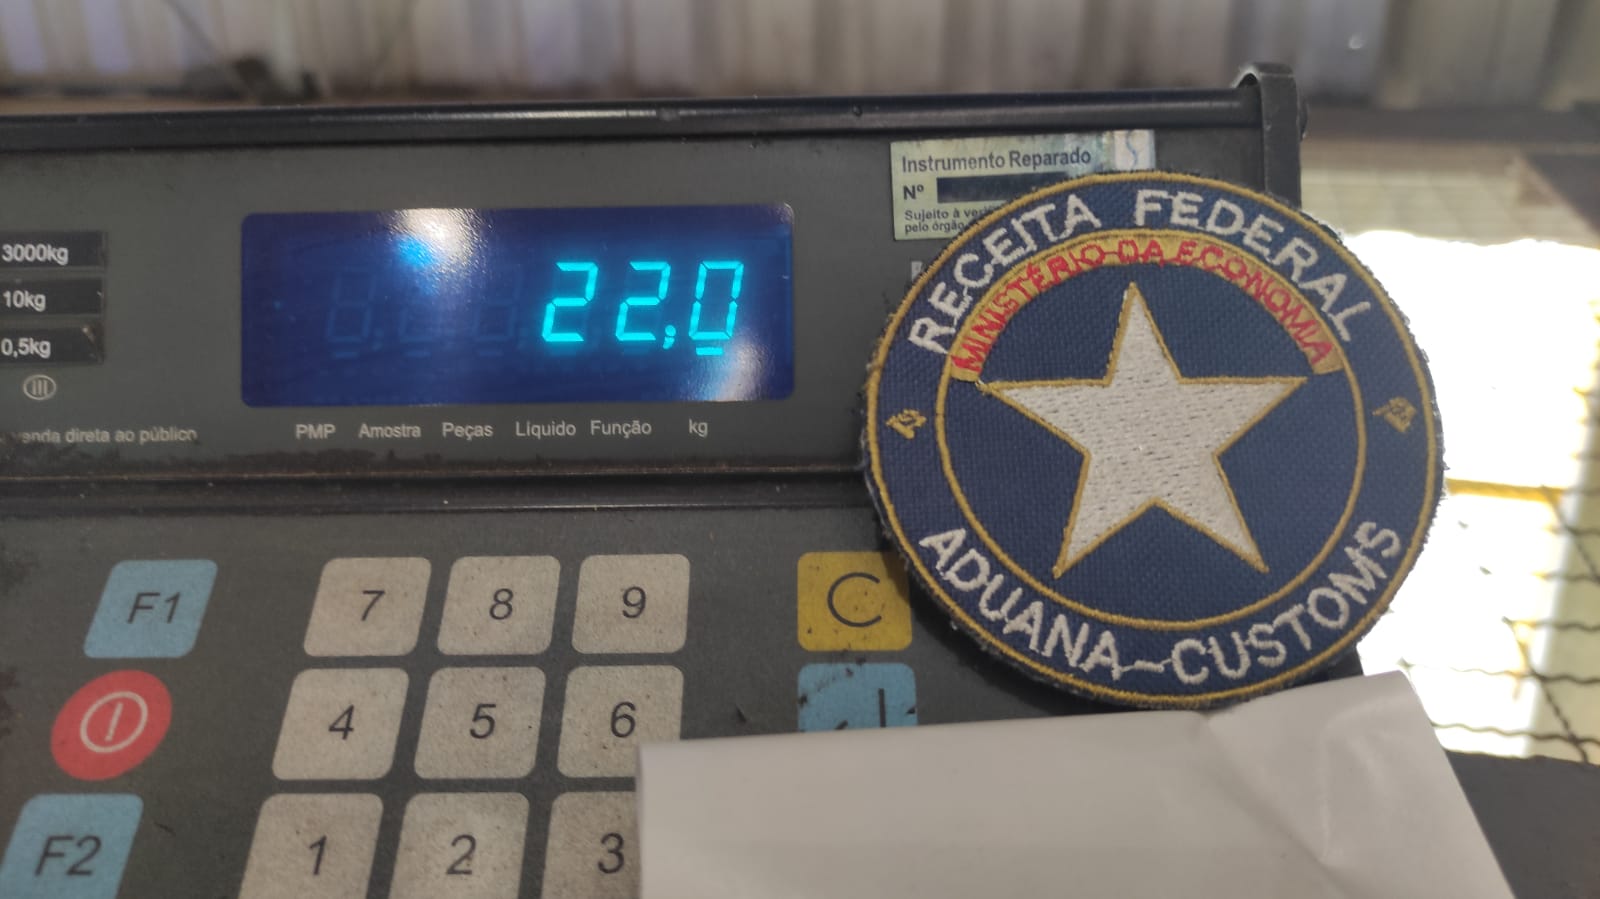 Instrumento Reparado
Nº
Sujeito à
pelo órgão
3000kg
10kg
0,5kg
venda direta ao público
22,0
PMP Amostra Peças Líquido Função kg
RECEITA FEDERAL
MINISTÉRIO DA ECONOMIA
ADUANA-CUSTOMS
F1 7 8 9 C
4 5 6
F2 1 2 3